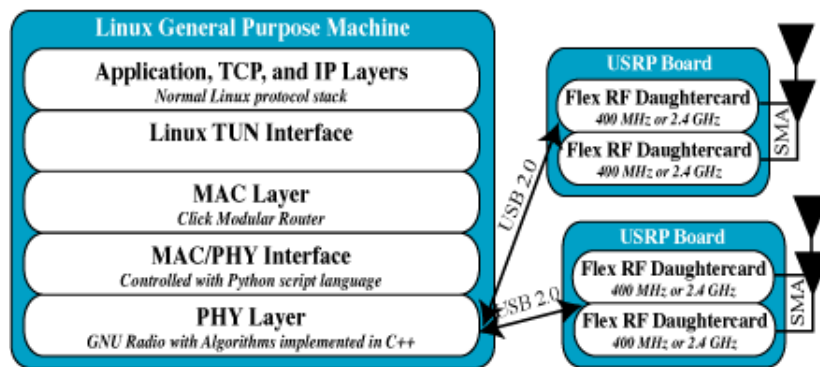 Linux General Purpose Machine
Application, TCP, and IP Layers
Normal Linux protocol stack
Linux TUN Interface
MAC Layer
Click Modular Router
MAC/PHY Interface
Controlled with Python script language
PHY Layer
GNU Radio with Algorithms implemented in C++
USB 2.0
USB 2.0
USRP Board
Flex RF Daughtercard
400 MHz or 2.4 GHz
Flex RF Daughtercard
400 MHz or 2.4 GHz
SMA
USRP Board
Flex RF Daughtercard
400 MHz or 2.4 GHz
Flex RF Daughtercard
400 MHz or 2.4 GHz
SMA